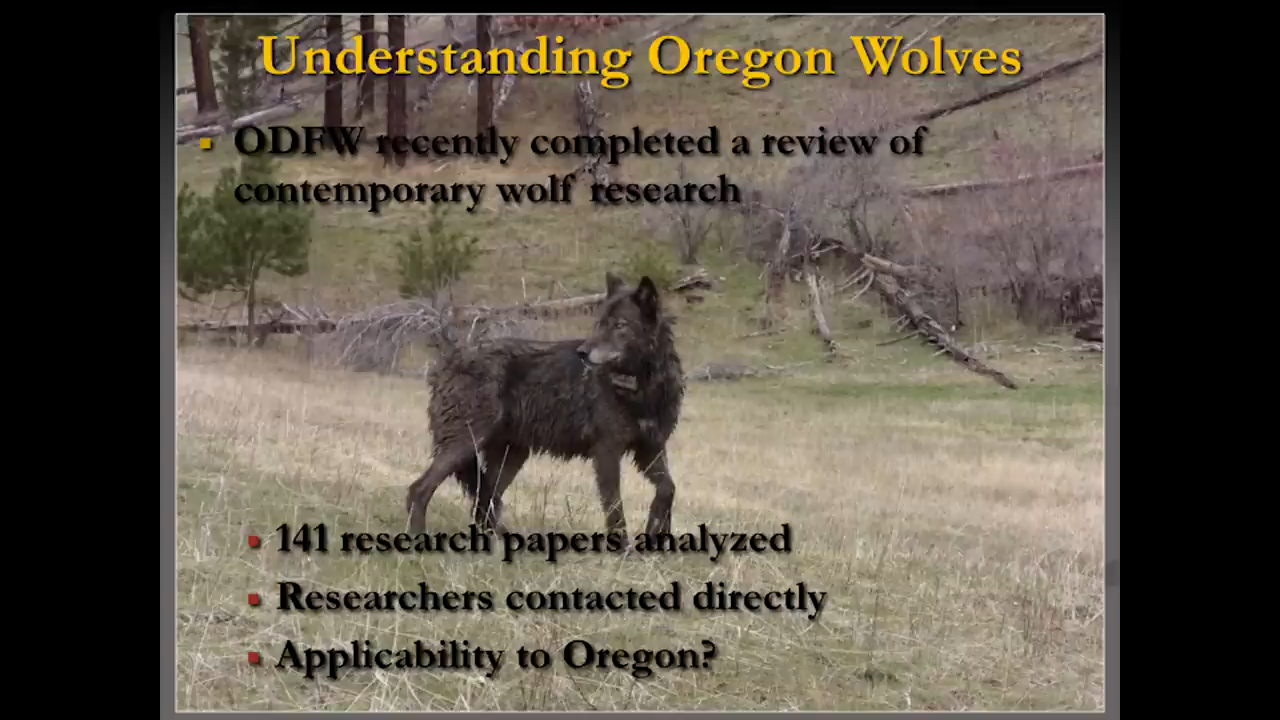 Understanding Oregon Wolves
ODFW recently completed a review of
contemporary wolf research
141 research papers analyzed
Researchers contacted directly
Applicability to Oregon?